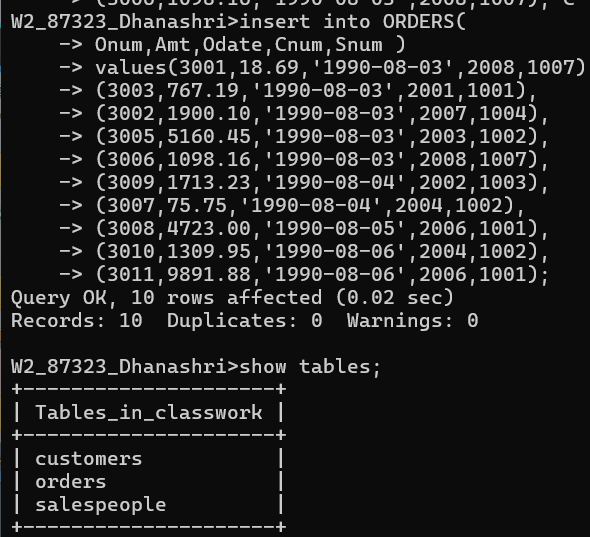 W2_87323_Dhanashri>insert into ORDERS(
    -> Onum,Amt,Odate,Cnum,Snum )
    -> values(3001,18.69,'1990-08-03',2008,1007)
    -> (3003,767.19,'1990-08-03',2001,1001),
    -> (3002,1900.10,'1990-08-03',2007,1004),
    -> (3005,5160.45,'1990-08-03',2003,1002),
    -> (3006,1098.16,'1990-08-03',2008,1007),
    -> (3009,1713.23,'1990-08-04',2002,1003),
    -> (3007,75.75,'1990-08-04',2004,1002),
    -> (3008,4723.00,'1990-08-05',2006,1001),
    -> (3010,1309.95,'1990-08-06',2004,1002),
    -> (3011,9891.88,'1990-08-06',2006,1001);
Query OK, 10 rows affected (0.02 sec)
Records: 10  Duplicates: 0  Warnings: 0
W2_87323_Dhanashri>show tables;
+---------------------+
| Tables_in_classwork |
+---------------------+
| customers           |
| orders              |
| salespeople         |
+---------------------+